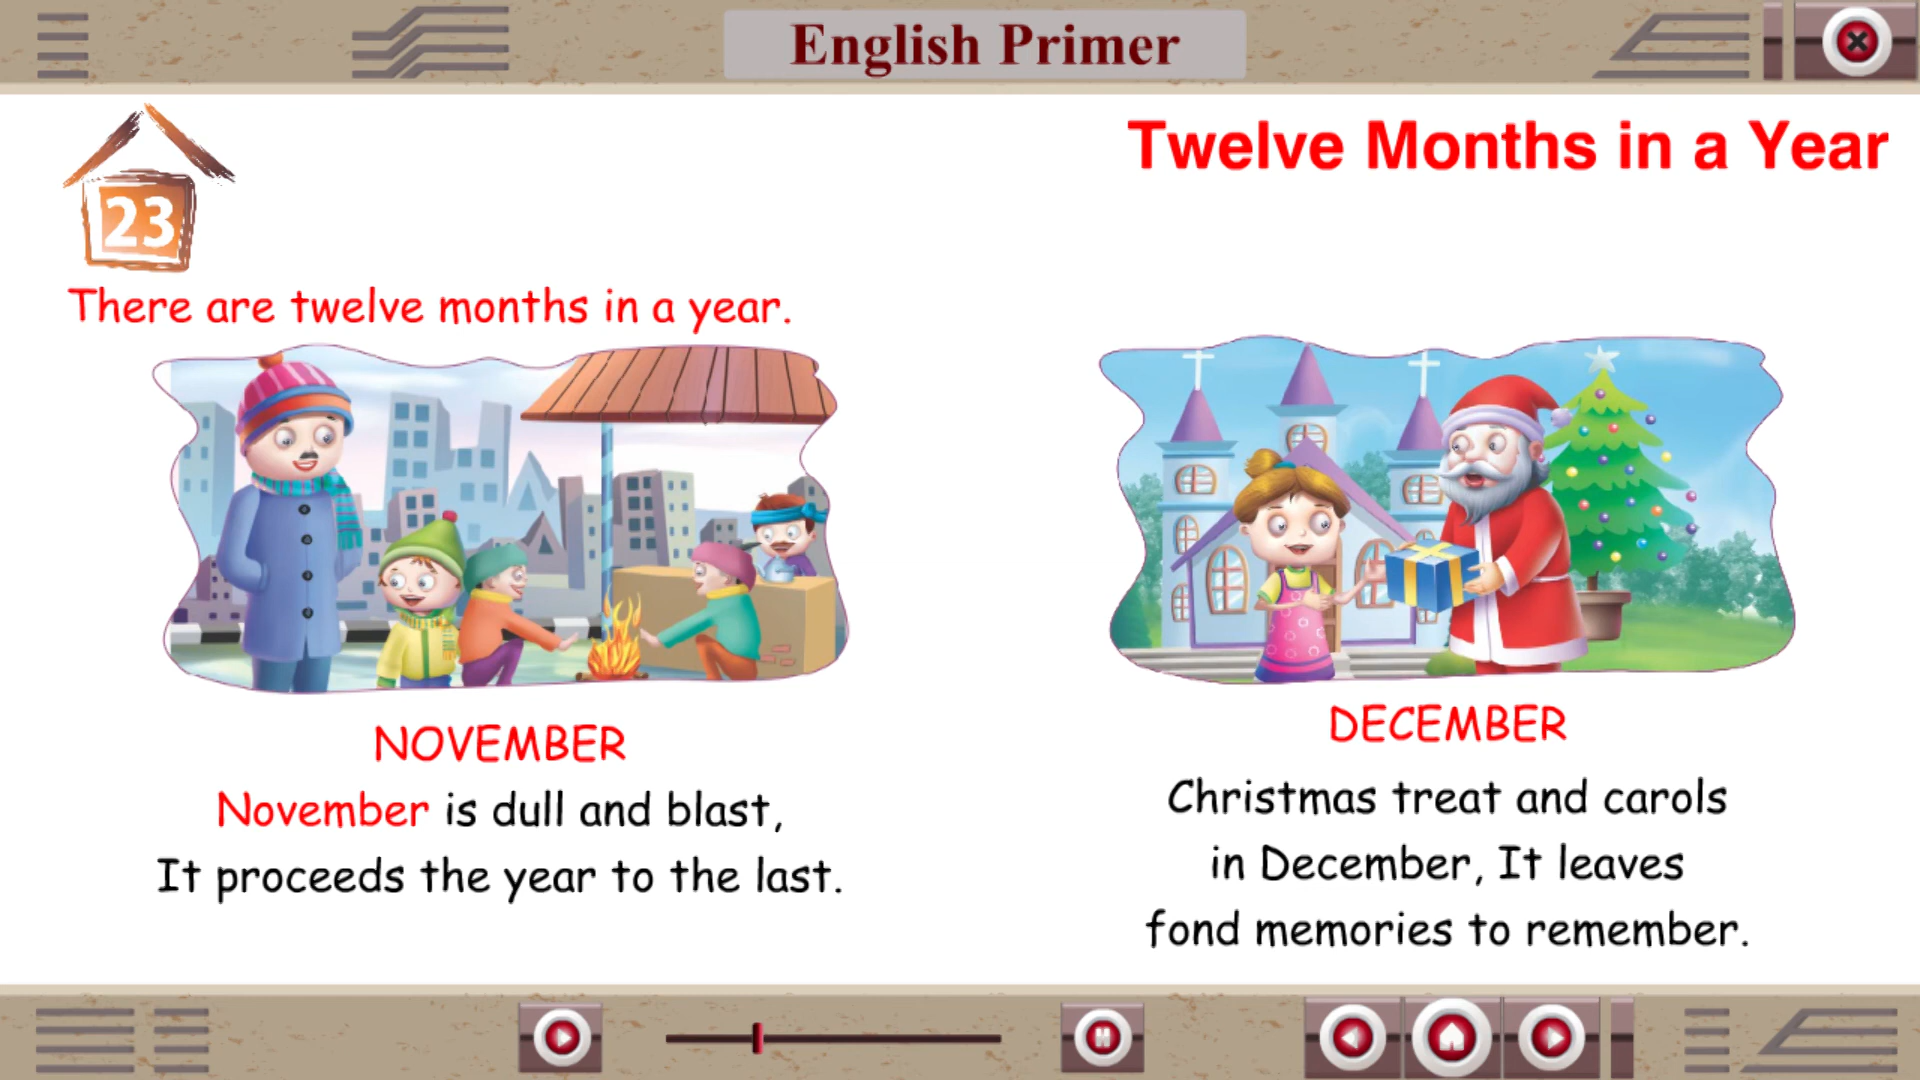 English Primer
Twelve Months in a Year
23
There are twelve months in a year.
NOVEMBER
November is dull and blast,
It proceeds the year to the last.
DECEMBER
Christmas treat and carols
in December, It leaves
fond memories to remember.